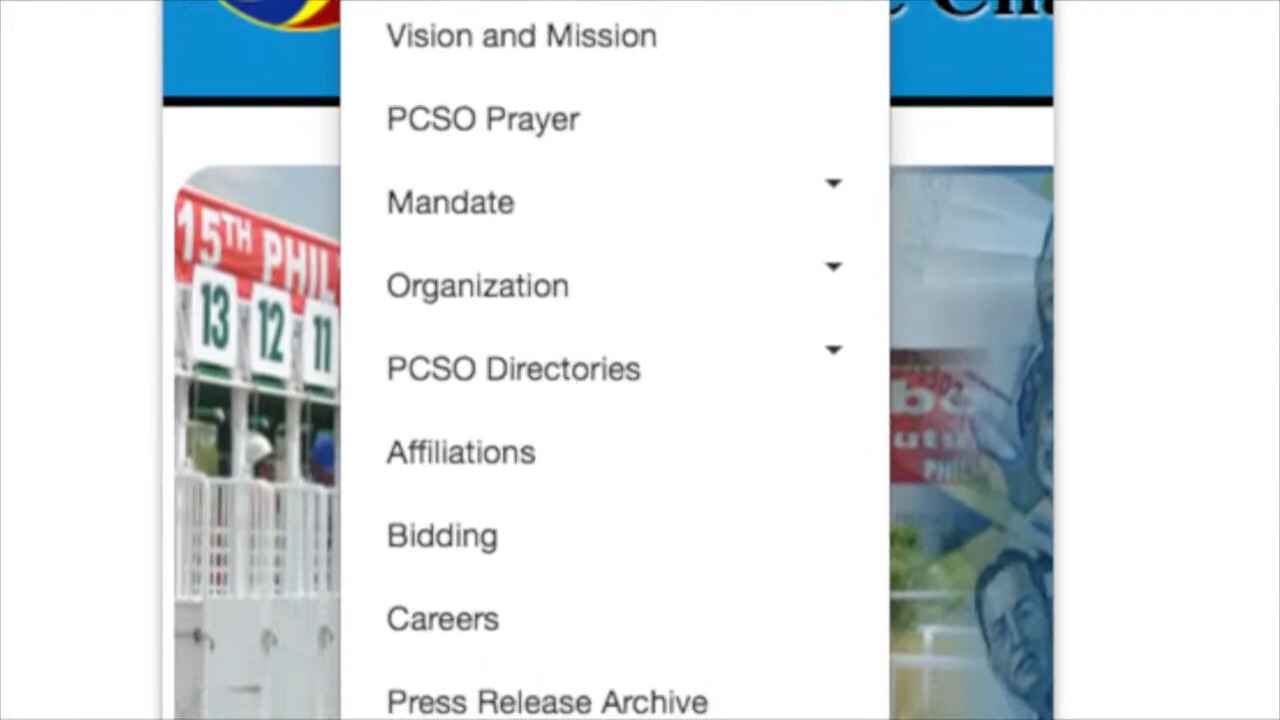 Vision and Mission
PCSO Prayer
Mandate
Organization
PCSO Directories
Affiliations
Bidding
Careers
Press Release Archive
15TH PHIL
13 12 11
PHIL